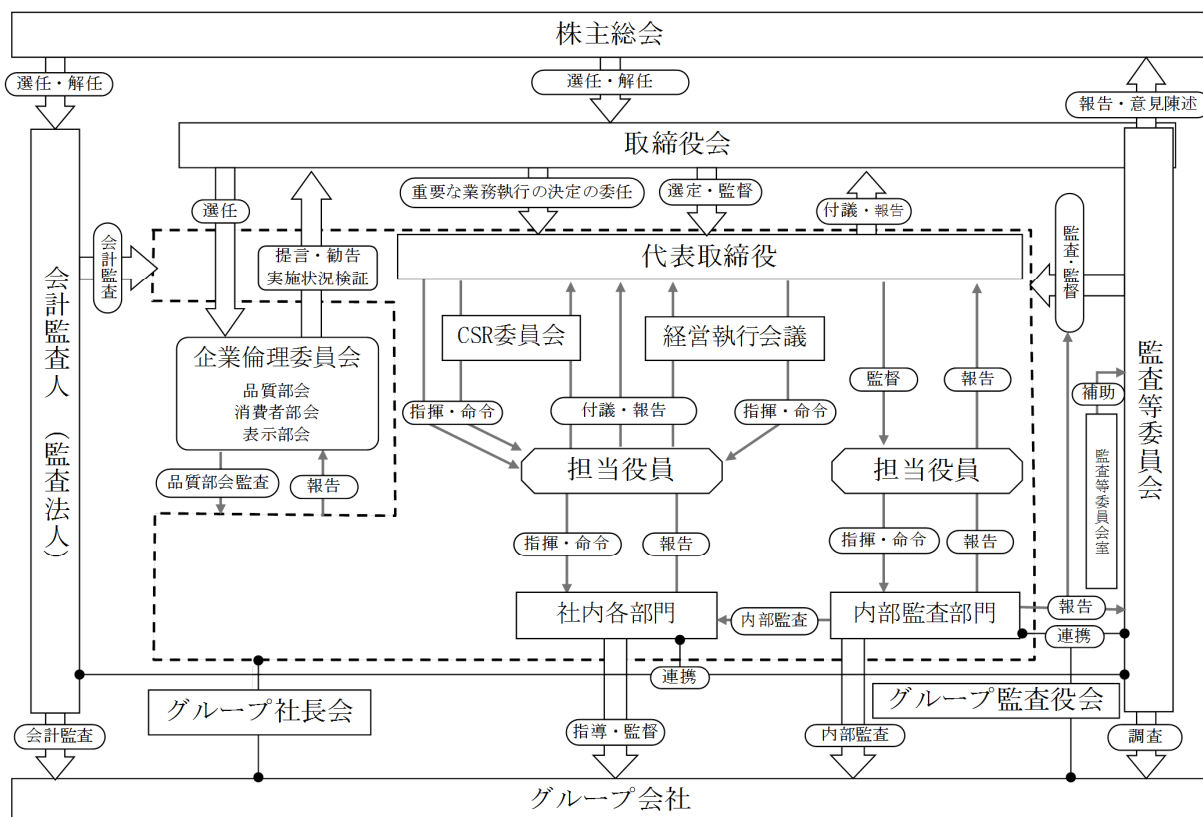 株主総会
選任・解任
選任・解任
報告・意見陳述
取締役会
選任
重要な業務執行の決定の委任
選定・監督
付議・報告
会計監査
提言・勧告
実施状況検証
代表取締役
監査・監督
会計監査人（監査法人）
監査等委員会
CSR委員会
経営執行会議
企業倫理委員会
品質部会
消費者部会
表示部会
指揮・命令
付議・報告
指揮・命令
監督
報告
補助
監査等委員会室
品質部会監査
報告
担当役員
担当役員
指揮・命令
報告
指揮・命令
報告
社内各部門
内部監査
内部監査部門
報告
連携
連携
グループ社長会
グループ監査役会
会計監査
指導・監督
内部監査
調査
グループ会社